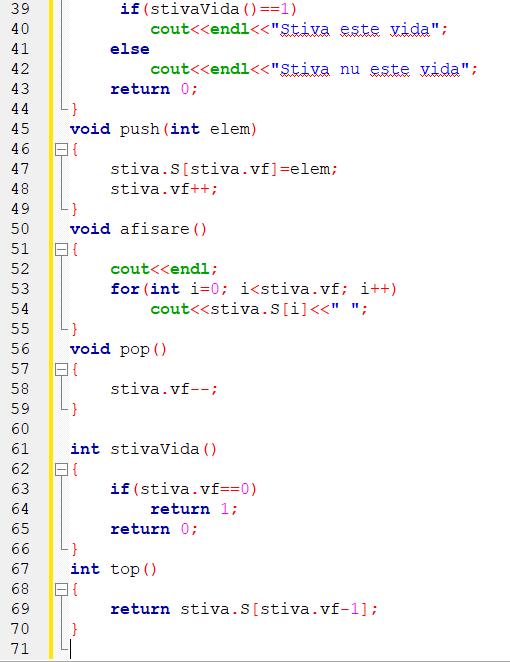 39 if(stivaVida()==1)
40 cout<<endl<<"Stiva este vida";
41 else
42 cout<<endl<<"Stiva nu este vida";
43 return 0;
44 }
45 void push(int elem)
46 {
47 stiva.S[stiva.vf]=elem;
48 stiva.vf++;
49 }
50 void afisare()
51 {
52 cout<<endl;
53 for(int i=0; i<stiva.vf; i++)
54 cout<<stiva.S[i]<<" ";
55 }
56 void pop()
57 {
58 stiva.vf--;
59 }
60
61 int stivaVida()
62 {
63 if(stiva.vf==0)
64 return 1;
65 return 0;
66 }
67 int top()
68 {
69 return stiva.S[stiva.vf-1];
70 }
71